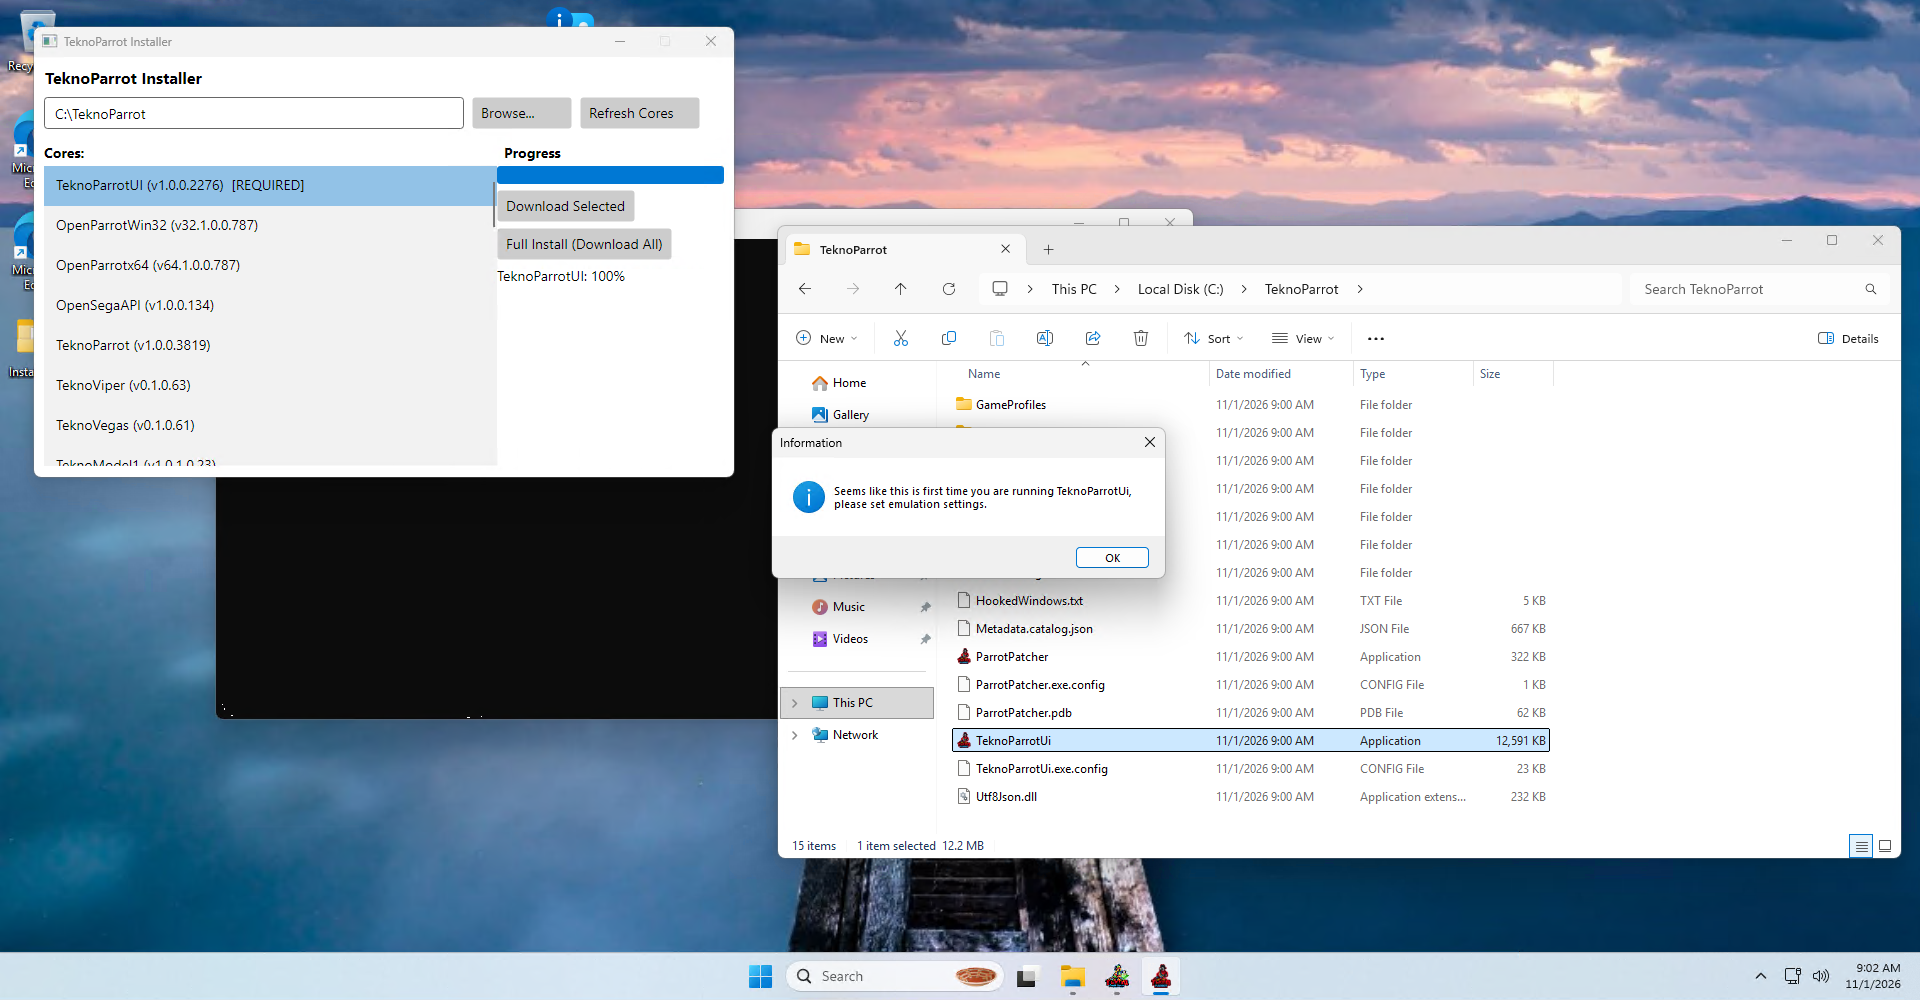 Recy
Mic
Ed
Mic
Ed
Insta
TeknoParrot Installer
TeknoParrot Installer
C:\TeknoParrot
Browse...
Refresh Cores
Cores:
Progress
TeknoParrotUI (v1.0.0.2276) [REQUIRED]
OpenParrotWin32 (v32.1.0.0.787)
OpenParrotx64 (v64.1.0.0.787)
OpenSegaAPI (v1.0.0.134)
TeknoParrot (v1.0.0.3819)
TeknoViper (v0.1.0.63)
TeknoVegas (v0.1.0.61)
TeknoModel1 (v1.0.1.0.23)
Download Selected
Full Install (Download All)
TeknoParrotUI: 100%
TeknoParrot
This PC
Local Disk (C:)
TeknoParrot
Search TeknoParrot
New
Sort
View
Details
Name
Date modified
Type
Size
Home
Gallery
Pictures
Music
Videos
This PC
Network
GameProfiles 11/1/2026 9:00 AM File folder
11/1/2026 9:00 AM File folder
11/1/2026 9:00 AM File folder
11/1/2026 9:00 AM File folder
11/1/2026 9:00 AM File folder
11/1/2026 9:00 AM File folder
11/1/2026 9:00 AM File folder
HookedWindows.txt 11/1/2026 9:00 AM TXT File 5 KB
Metadata.catalog.json 11/1/2026 9:00 AM JSON File 667 KB
ParrotPatcher 11/1/2026 9:00 AM Application 322 KB
ParrotPatcher.exe.config 11/1/2026 9:00 AM CONFIG File 1 KB
ParrotPatcher.pdb 11/1/2026 9:00 AM PDB File 62 KB
TeknoParrotUi 11/1/2026 9:00 AM Application 12,591 KB
TeknoParrotUi.exe.config 11/1/2026 9:00 AM CONFIG File 23 KB
Utf8Json.dll 11/1/2026 9:00 AM Application extens... 232 KB
15 items
1 item selected 12.2 MB
Information
Seems like this is first time you are running TeknoParrotUi,
please set emulation settings.
OK
Search
9:02 AM
11/1/2026